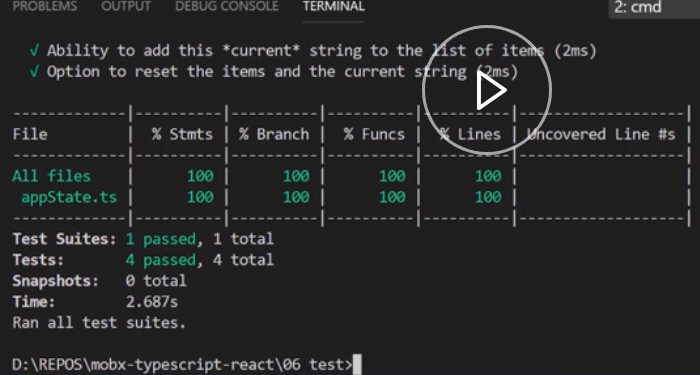 PROBLEMS OUTPUT DEBUG CONSOLE TERMINAL 2: cmd
√ Ability to add this *current* string to the list of items (2ms)
√ Option to reset the items and the current string (2ms)
File | % Stmts | % Branch | % Funcs | % Lines | Uncovered Line #s |
All files | 100 | 100 | 100 | 100 | |
appState.ts | 100 | 100 | 100 | 100 | |
Test Suites: 1 passed, 1 total
Tests: 4 passed, 4 total
Snapshots: 0 total
Time: 2.687s
Ran all test suites.
D:\REPOS\mobx-typescript-react\06 test>